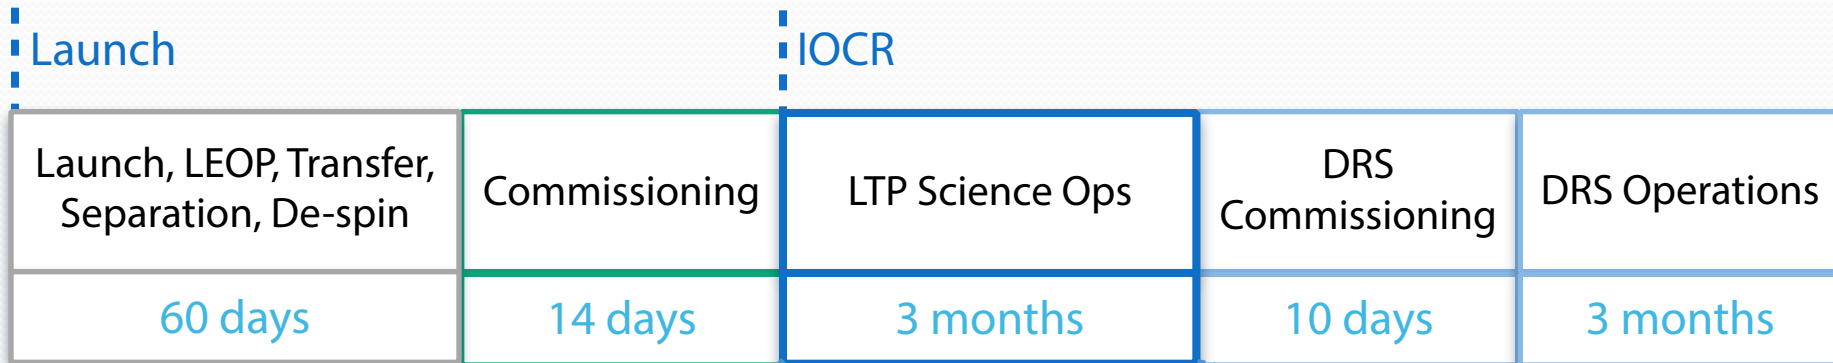 Launch
IOCR
Launch, LEOP, Transfer,
Separation, De-spin
Commissioning
LTP Science Ops
DRS
Commissioning
DRS Operations
60 days
14 days
3 months
10 days
3 months